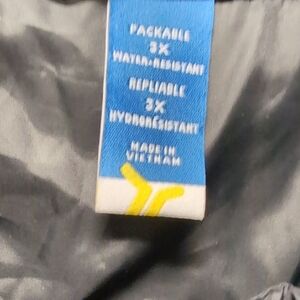 PACKABLE
3X
WATER-RESISTANT
REPLIABLE
3X
HYDRORÉSISTANT
MADE IN
VIETNAM